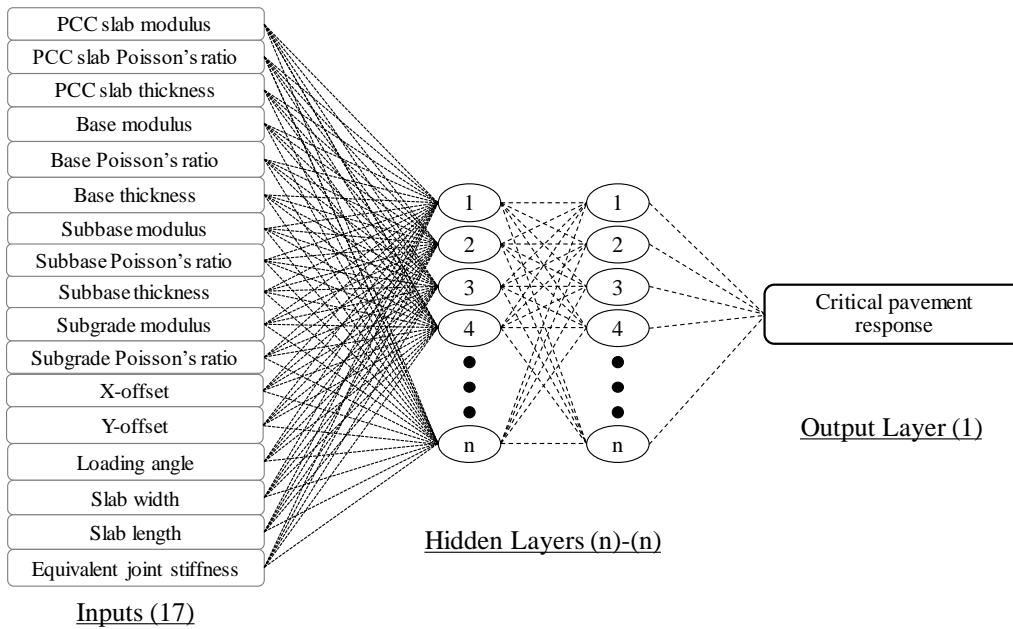 PCC slab modulus
PCC slab Poisson's ratio
PCC slab thickness
Base modulus
Base Poisson's ratio
Base thickness
Subbase modulus
Subbase Poisson's ratio
Subbase thickness
Subgrade modulus
Subgrade Poisson's ratio
X-offset
Y-offset
Loading angle
Slab width
Slab length
Equivalent joint stiffness
Inputs (17)
1
2
3
4
n
1
2
3
4
n
Hidden Layers (n)-(n)
Critical pavement
response
Output Layer (1)